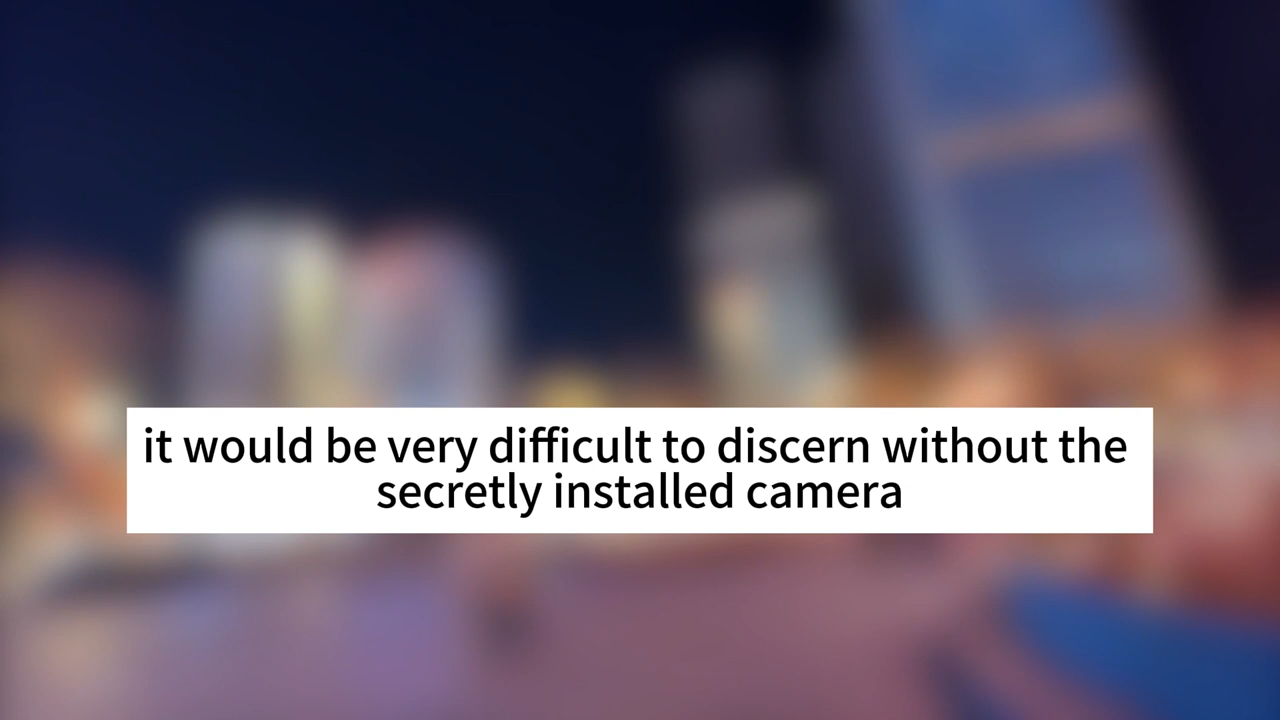 it would be very difficult to discern without the
secretly installed camera